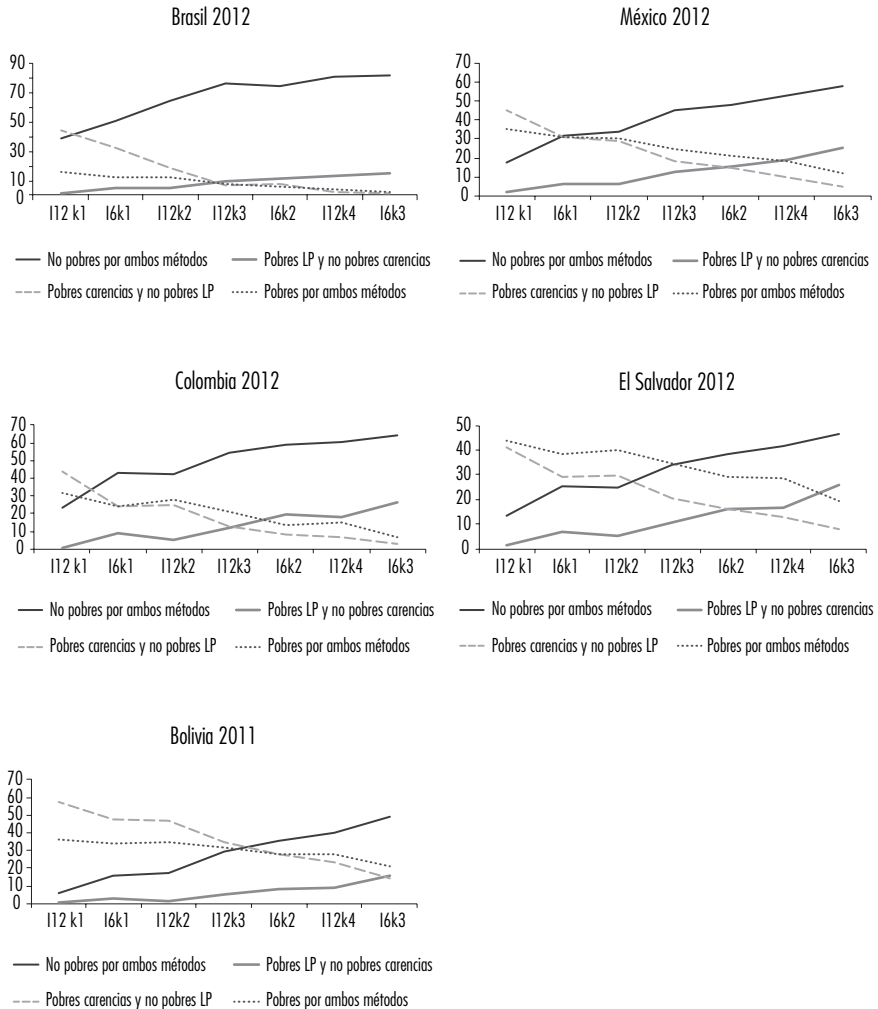 Brasil 2012
90
70
50
30
10
0
I12 k1 I6k1 I12k2 I12k3 I6k2 I12k4 I6k3
No pobres por ambos métodos Pobres LP y no pobres carencias
Pobres carencias y no pobres LP Pobres por ambos métodos
México 2012
70
60
50
40
30
20
10
0
I12 k1 I6k1 I12k2 I12k3 I6k2 I12k4 I6k3
No pobres por ambos métodos Pobres LP y no pobres carencias
Pobres carencias y no pobres LP Pobres por ambos métodos
Colombia 2012
70
60
50
40
30
20
10
0
I12 k1 I6k1 I12k2 I12k3 I6k2 I12k4 I6k3
No pobres por ambos métodos Pobres LP y no pobres carencias
Pobres carencias y no pobres LP Pobres por ambos métodos
El Salvador 2012
50
40
30
20
10
0
I12 k1 I6k1 I12k2 I12k3 I6k2 I12k4 I6k3
No pobres por ambos métodos Pobres LP y no pobres carencias
Pobres carencias y no pobres LP Pobres por ambos métodos
Bolivia 2011
70
60
50
40
30
20
10
0
I12 k1 I6k1 I12k2 I12k3 I6k2 I12k4 I6k3
No pobres por ambos métodos Pobres LP y no pobres carencias
Pobres carencias y no pobres LP Pobres por ambos métodos